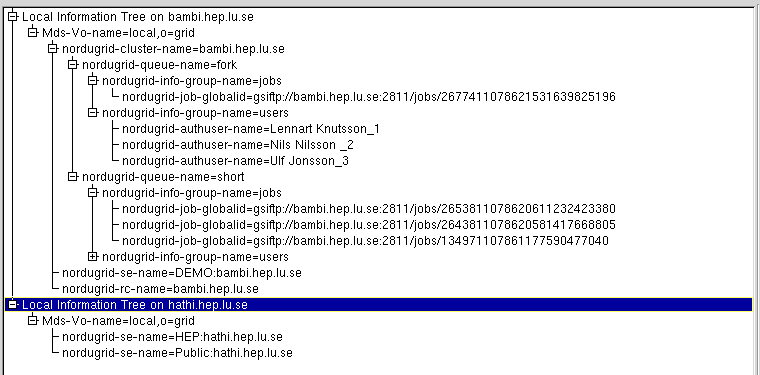 Local Information Tree on bambi.hep.lu.se
Mds-Vo-name=local,o=grid
nordugrid-cluster-name=bambi.hep.lu.se
nordugrid-queue-name=fork
nordugrid-info-group-name=jobs
nordugrid-job-globalid=gsiftp://bambi.hep.lu.se:2811/jobs/2677411078621531639825196
nordugrid-info-group-name=users
nordugrid-authuser-name=Lennart Knutsson_1
nordugrid-authuser-name=Nils Nilsson _2
nordugrid-authuser-name=Ulf Jonsson_3
nordugrid-queue-name=short
nordugrid-info-group-name=jobs
nordugrid-job-globalid=gsiftp://bambi.hep.lu.se:2811/jobs/2653811078620611232423380
nordugrid-job-globalid=gsiftp://bambi.hep.lu.se:2811/jobs/2643811078620581417668805
nordugrid-job-globalid=gsiftp://bambi.hep.lu.se:2811/jobs/134971107861177590477040
nordugrid-info-group-name=users
nordugrid-se-name=DEMO:bambi.hep.lu.se
nordugrid-rc-name=bambi.hep.lu.se
Local Information Tree on hathi.hep.lu.se
Mds-Vo-name=local,o=grid
nordugrid-se-name=HEP:hathi.hep.lu.se
nordugrid-se-name=Public:hathi.hep.lu.se